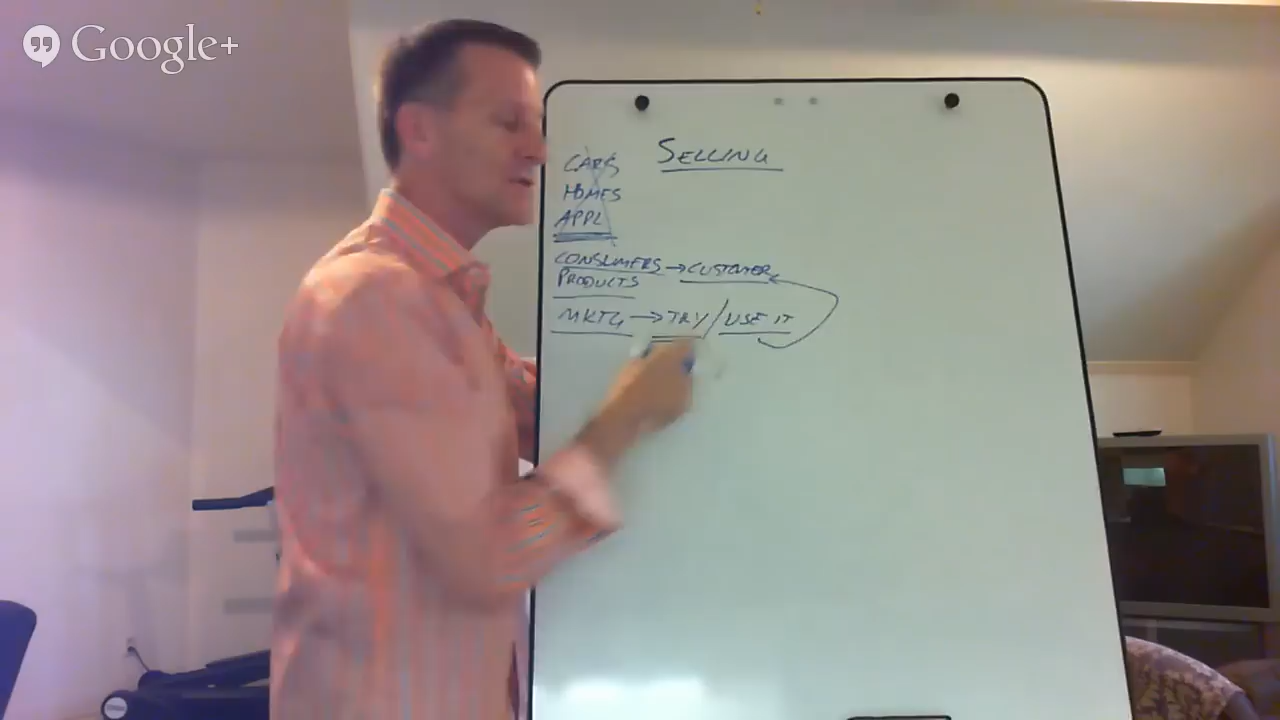 Google+
SELLING
CARS
HOMES
APPL
CONSUMERS → CUSTOMER
PRODUCTS
MKTG → TRY / USE IT